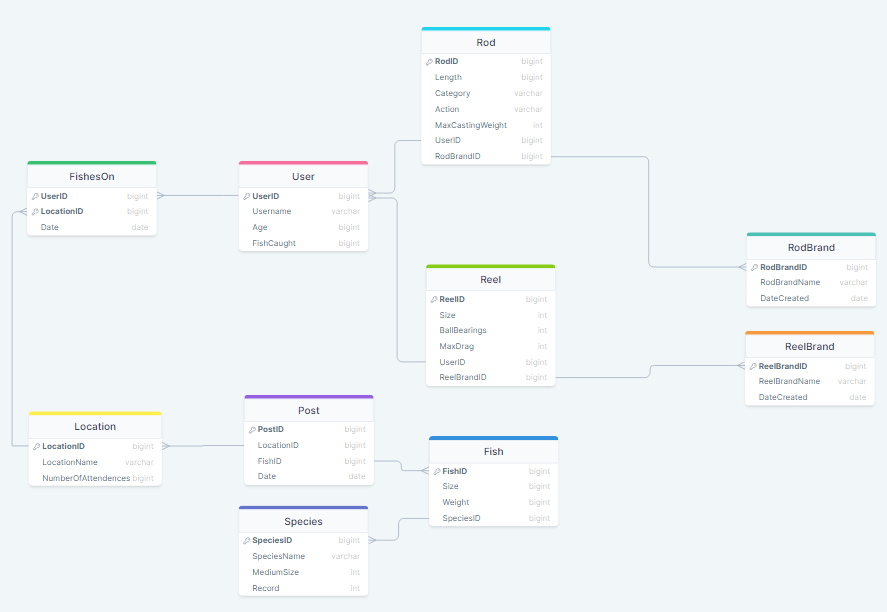 Rod
RodID bigint
Length bigint
Category varchar
Action varchar
MaxCastingWeight int
UserID bigint
RodBrandID bigint
FishesOn
UserID bigint
LocationID bigint
Date date
User
UserID bigint
Username varchar
Age bigint
FishCaught bigint
RodBrand
RodBrandID bigint
RodBrandName varchar
DateCreated date
Reel
ReelID bigint
Size int
BallBearings int
MaxDrag int
UserID bigint
ReelBrandID bigint
ReelBrand
ReelBrandID bigint
ReelBrandName varchar
DateCreated date
Location
LocationID bigint
LocationName varchar
NumberOfAttendences bigint
Post
PostID bigint
LocationID bigint
FishID bigint
Date date
Fish
FishID bigint
Size bigint
Weight bigint
SpeciesID bigint
Species
SpeciesID bigint
SpeciesName varchar
MediumSize int
Record int